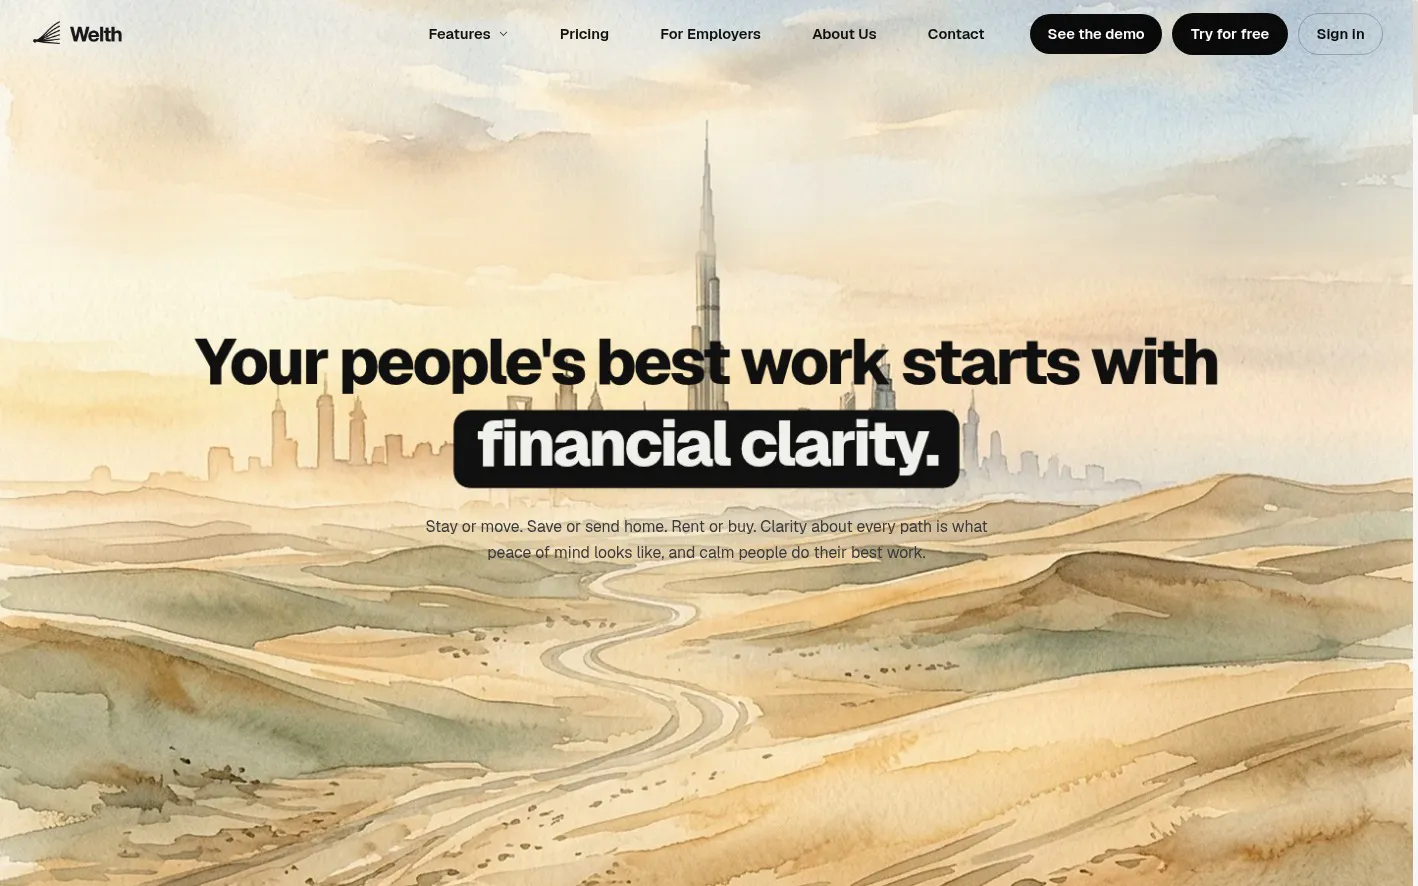 Welth
Features
Pricing
For Employers
About Us
Contact
See the demo
Try for free
Sign in
Your people's best work starts with
financial clarity.
Stay or move. Save or send home. Rent or buy. Clarity about every path is what
peace of mind looks like, and calm people do their best work.